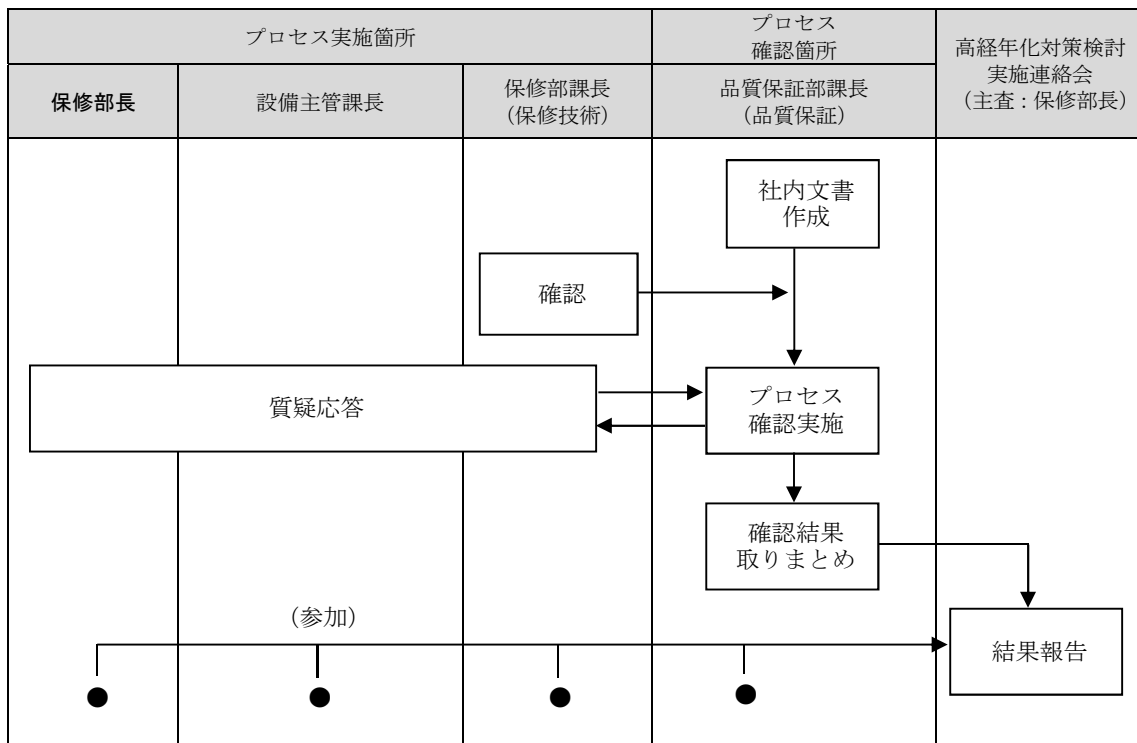 プロセス実施箇所
プロセス
確認箇所
高経年化対策検討
実施連絡会
(主査:保修部長)
保修部長
設備主管課長
保修部課長
(保修技術)
品質保証部課長
(品質保証)
社内文書
作成
確認
質疑応答
プロセス
確認実施
確認結果
取りまとめ
(参加)
結果報告